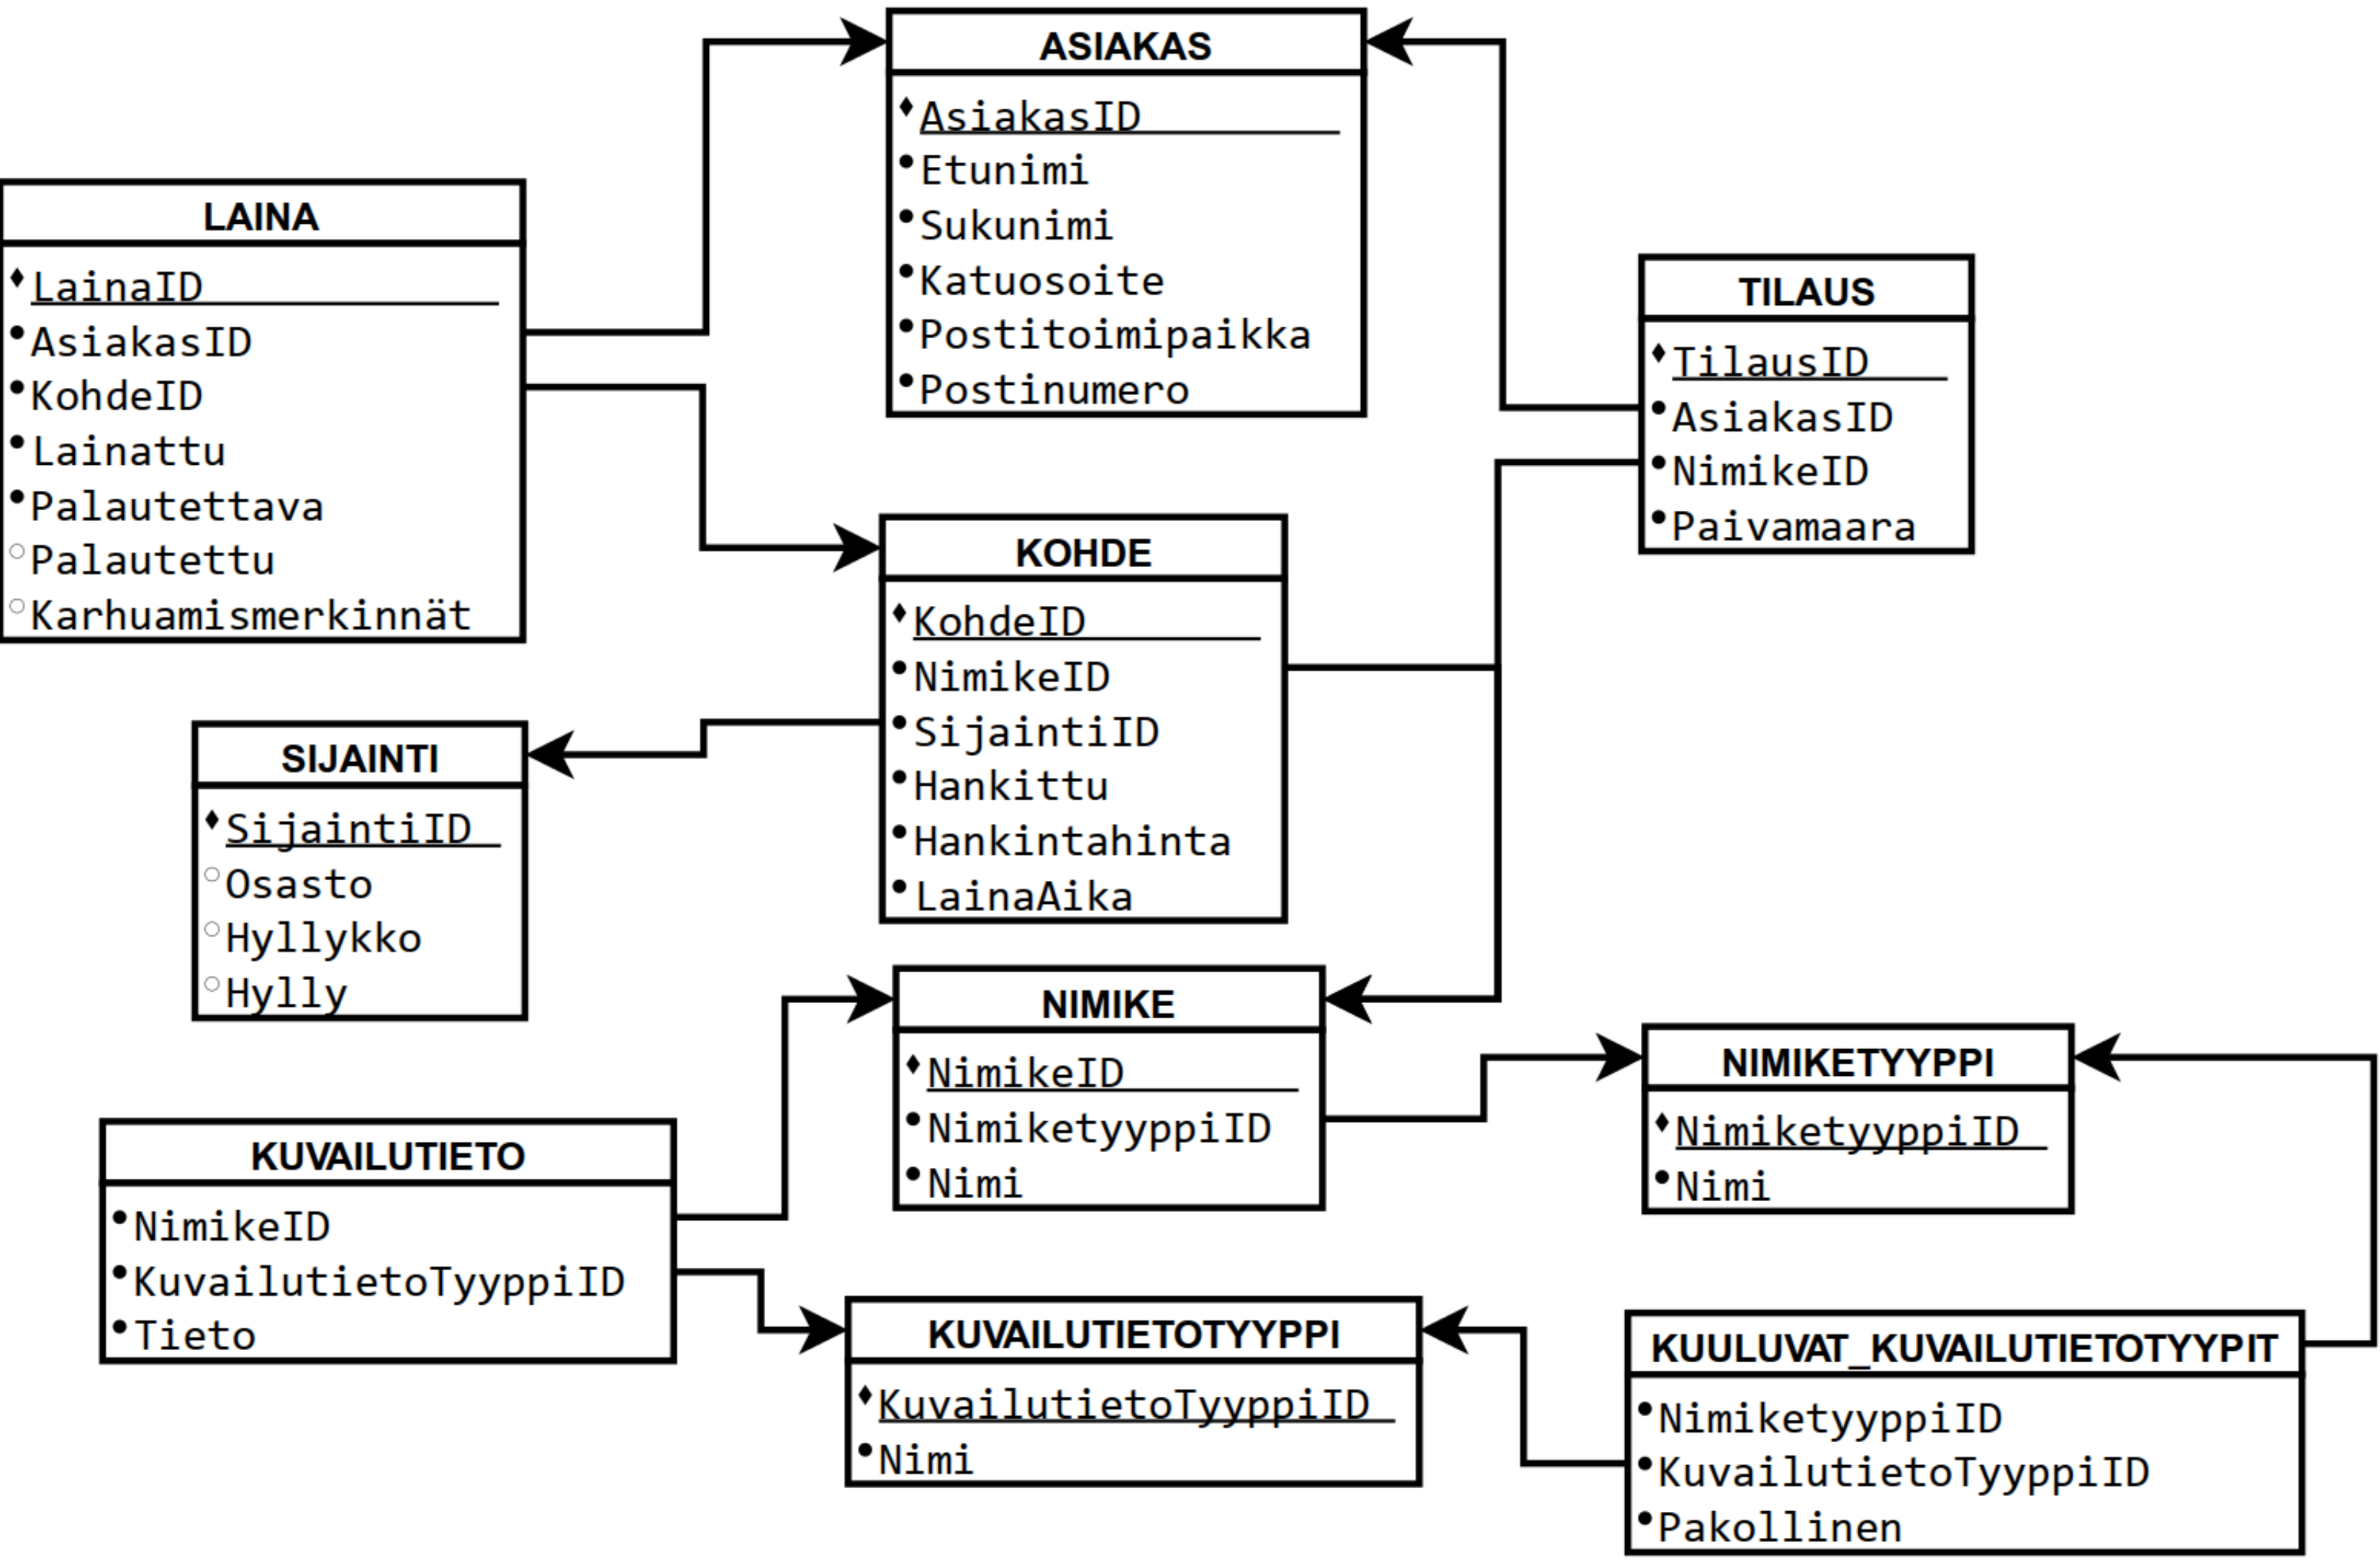 ASIAKAS
AsiakasID
Etunimi
Sukunimi
Katuosoite
Postitoimipaikka
Postinumero
LAINA
LainaID
AsiakasID
KohdeID
Lainattu
Palautettava
Palautettu
Karhuamismerkinnät
TILAUS
TilausID
AsiakasID
NimikeID
Paivamaara
KOHDE
KohdeID
NimikeID
SijaintiID
Hankittu
Hankintahinta
LainaAika
SIJAINTI
SijaintiID
Osasto
Hyllykko
Hylly
NIMIKE
NimikeID
NimiketyyppiID
Nimi
NIMIKETYYPPI
NimiketyyppiID
Nimi
KUVAILUTIETO
NimikeID
KuvailutietoTyyppiID
Tieto
KUVAILUTIETOTYYPPI
KuvailutietoTyyppiID
Nimi
KUULUVAT_KUVAILUTIETOTYYPIT
NimiketyyppiID
KuvailutietoTyyppiID
Pakollinen